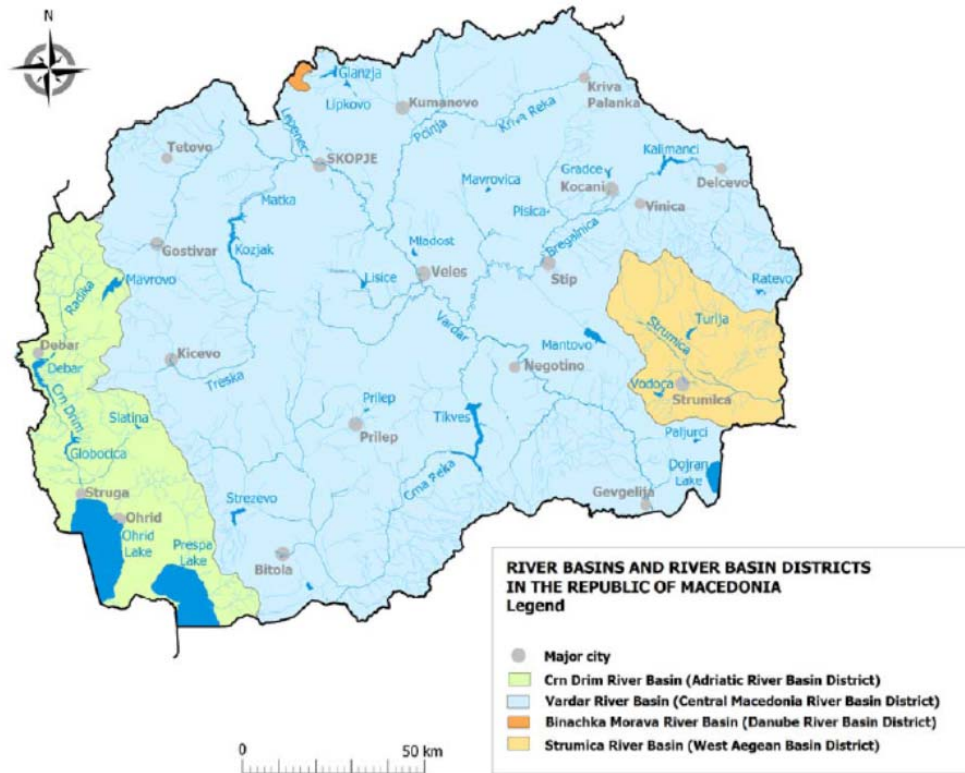 N
Glanzja
Lipkovo
Kumanovo
Kriva
Palanka
Kriva Reka
Pcinja
Lepenec
Tutovo
SKOPJE
Kalimanci
Gradce
Kocani
Delcevo
Mavrovica
Pisica
Vinica
Matka
Bregalnica
Gostivar
Kozjak
Mladost
Veles
Stip
Lisice
Mavrovo
Radika
Ratevo
Vardar
Strumica
Turija
Debar
Debar
Kicevo
Treska
Mantovo
Negotino
Crn Drim
Vodoca
Strumica
Slatina
Prilep
Prilep
Tikves
Globocica
Paljurci
Crna Reka
Dojran
Lake
Struga
Strezevo
Gevgelija
Ohrid
Ohrid
Lake
Prespa
Lake
Bitola
RIVER BASINS AND RIVER BASIN DISTRICTS
IN THE REPUBLIC OF MACEDONIA
Legend
Major city
Crn Drim River Basin (Adriatic River Basin District)
Vardar River Basin (Central Macedonia River Basin District)
Binachka Morava River Basin (Danube River Basin District)
Strumica River Basin (West Aegean Basin District)
0 50 km